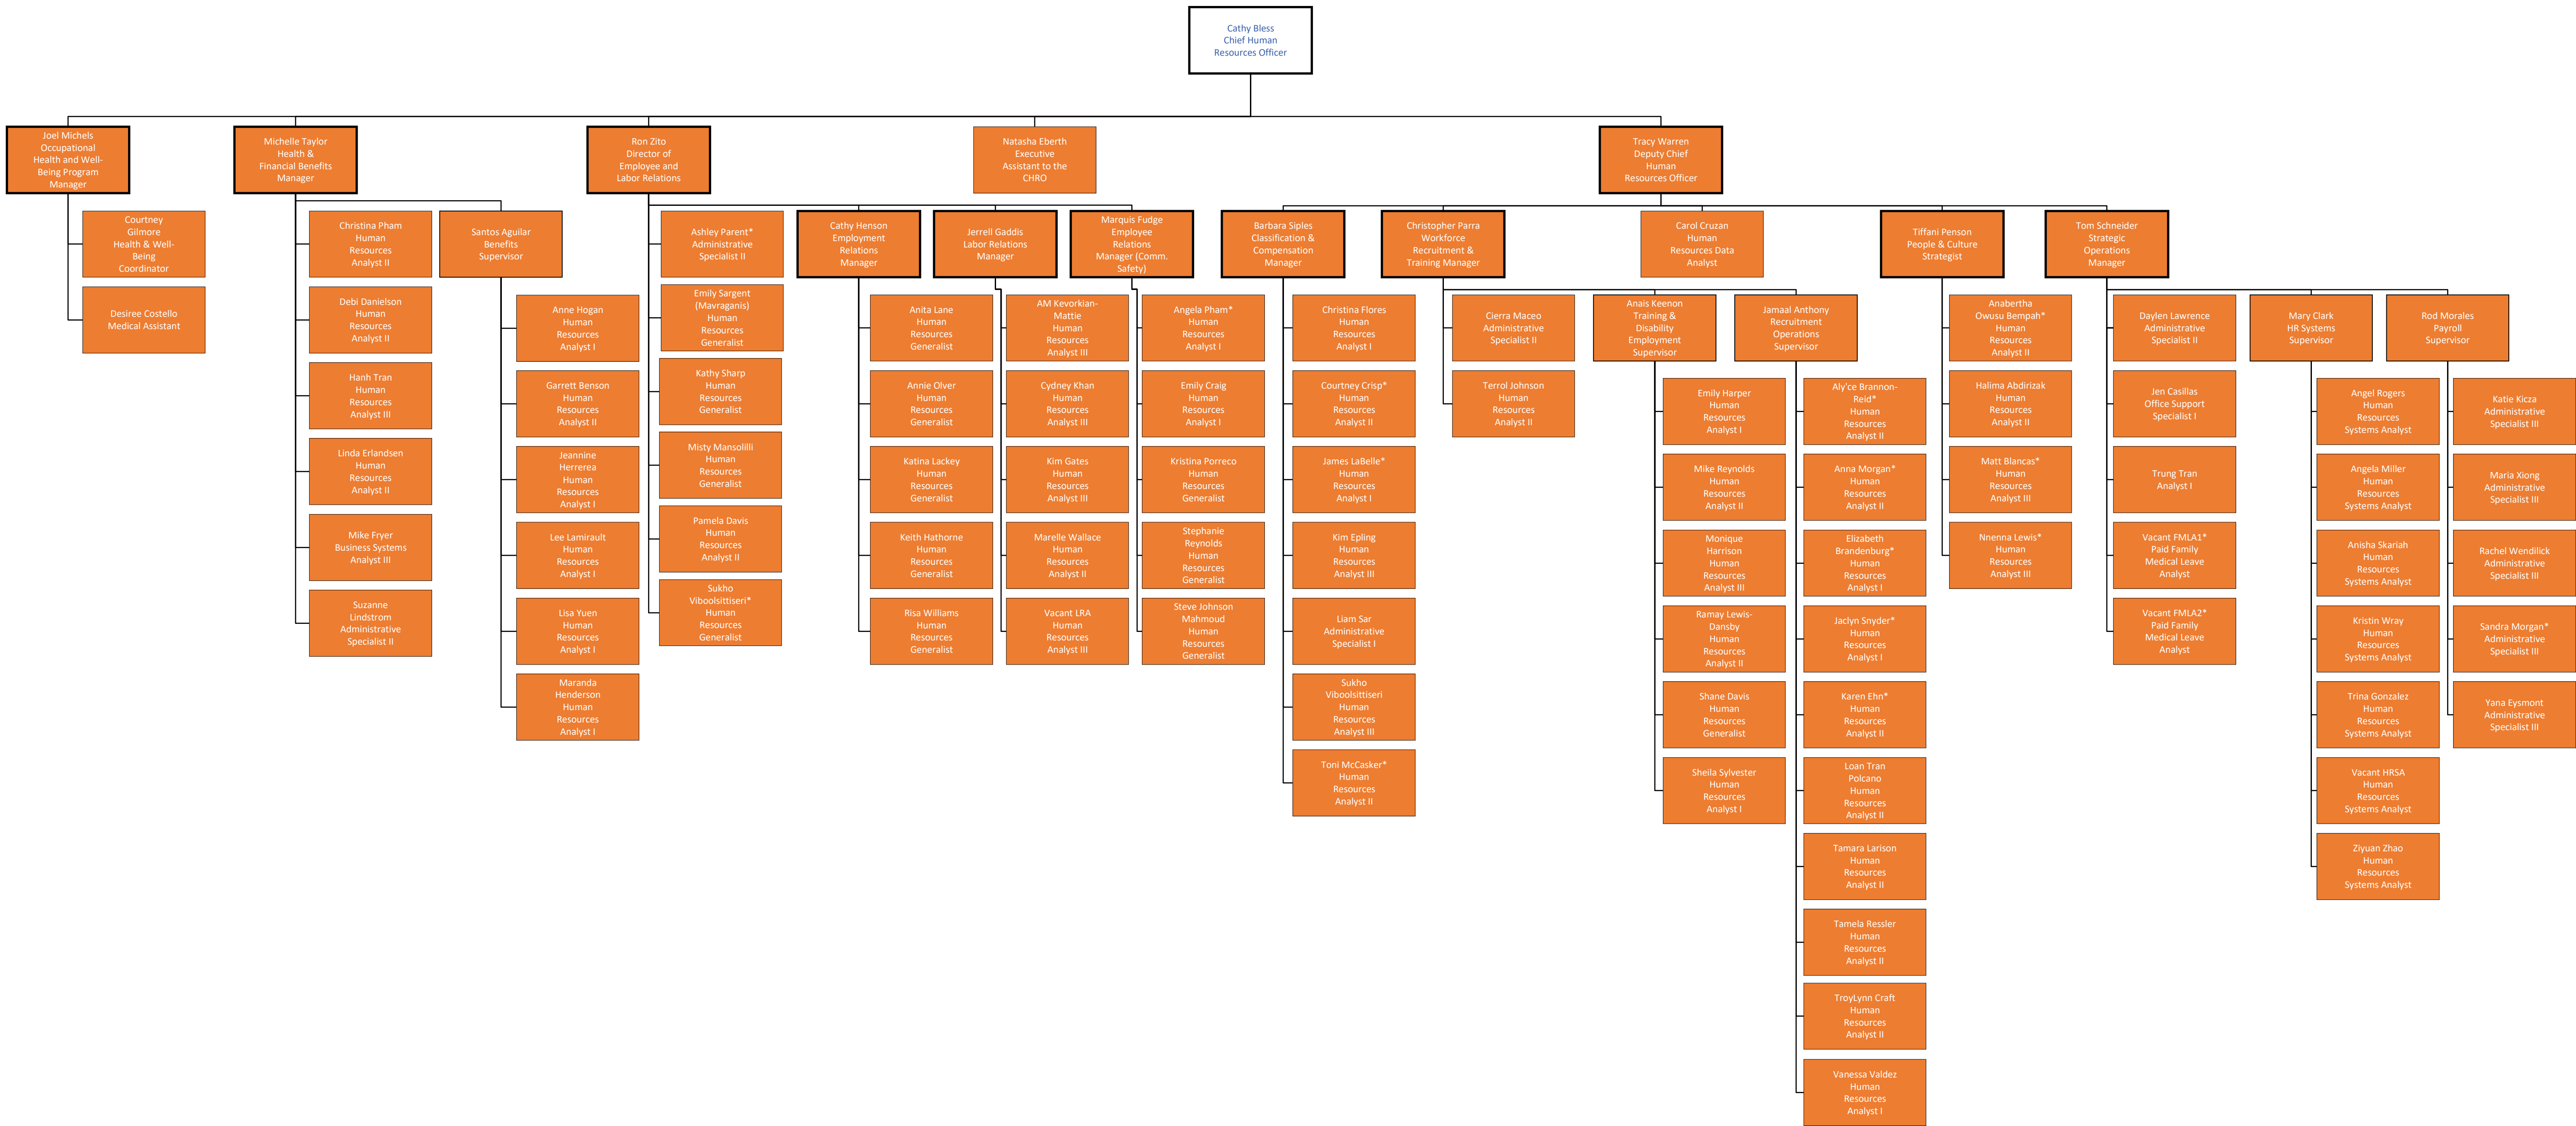 Cathy Bless
Chief Human
Resources Officer
Joel Michels
Occupational
Health and Well-
Being Program
Manager
Michelle Taylor
Health &
Financial Benefits
Manager
Ron Zito
Director of
Employee and
Labor Relations
Natasha Eberth
Executive
Assistant to the
CHRO
Tracy Warren
Deputy Chief
Human
Resources Officer
Courtney
Gilmore
Health & Well-
Being
Coordinator
Desiree Costello
Medical Assistant
Christina Pham
Human
Resources
Analyst II
Debi Danielson
Human
Resources
Analyst II
Hanh Tran
Human
Resources
Analyst III
Linda Erlandsen
Human
Resources
Analyst II
Mike Fryer
Business Systems
Analyst III
Suzanne
Lindstrom
Administrative
Specialist II
Santos Aguilar
Benefits
Supervisor
Anne Hogan
Human
Resources
Analyst I
Garrett Benson
Human
Resources
Analyst II
Jeannine
Herrerea
Human
Resources
Analyst I
Lee Lamirault
Human
Resources
Analyst I
Lisa Yuen
Human
Resources
Analyst I
Maranda
Henderson
Human
Resources
Analyst I
Ashley Parent*
Administrative
Specialist II
Emily Sargent
(Mavraganis)
Human
Resources
Generalist
Kathy Sharp
Human
Resources
Generalist
Misty Mansolilli
Human
Resources
Generalist
Pamela Davis
Human
Resources
Analyst II
Sukho
Viboolsittiseri*
Human
Resources
Generalist
Cathy Henson
Employment
Relations
Manager
Anita Lane
Human
Resources
Generalist
Annie Olver
Human
Resources
Generalist
Katina Lackey
Human
Resources
Generalist
Keith Hathorne
Human
Resources
Generalist
Risa Williams
Human
Resources
Generalist
Jerrell Gaddis
Labor Relations
Manager
AM Kevorkian-
Mattie
Human
Resources
Analyst III
Cydney Khan
Human
Resources
Analyst III
Kim Gates
Human
Resources
Analyst III
Marelle Wallace
Human
Resources
Analyst II
Vacant LRA
Human
Resources
Analyst III
Marquis Fudge
Employee
Relations
Manager (Comm.
Safety)
Angela Pham*
Human
Resources
Analyst I
Emily Craig
Human
Resources
Analyst I
Kristina Porreco
Human
Resources
Generalist
Stephanie
Reynolds
Human
Resources
Generalist
Steve Johnson
Mahmoud
Human
Resources
Generalist
Barbara Siples
Classification &
Compensation
Manager
Christina Flores
Human
Resources
Analyst I
Courtney Crisp*
Human
Resources
Analyst II
James LaBelle*
Human
Resources
Analyst I
Kim Epling
Human
Resources
Analyst III
Liam Sar
Administrative
Specialist I
Sukho
Viboolsittiseri
Human
Resources
Analyst III
Toni McCasker*
Human
Resources
Analyst II
Christopher Parra
Workforce
Recruitment &
Training Manager
Cierra Maceo
Administrative
Specialist II
Terrol Johnson
Human
Resources
Analyst II
Anais Keenon
Training &
Disability
Employment
Supervisor
Emily Harper
Human
Resources
Analyst I
Mike Reynolds
Human
Resources
Analyst II
Monique
Harrison
Human
Resources
Analyst III
Ramay Lewis-
Dansby
Human
Resources
Analyst II
Shane Davis
Human
Resources
Generalist
Sheila Sylvester
Human
Resources
Analyst I
Jamaal Anthony
Recruitment
Operations
Supervisor
Aly'ce Brannon-
Reid*
Human
Resources
Analyst II
Anna Morgan*
Human
Resources
Analyst II
Elizabeth
Brandenburg*
Human
Resources
Analyst I
Jaclyn Snyder*
Human
Resources
Analyst I
Karen Ehn*
Human
Resources
Analyst II
Loan Tran
Polcano
Human
Resources
Analyst II
Tamara Larison
Human
Resources
Analyst II
Tamela Ressler
Human
Resources
Analyst II
TroyLynn Craft
Human
Resources
Analyst II
Vanessa Valdez
Human
Resources
Analyst I
Carol Cruzan
Human
Resources Data
Analyst
Tiffani Penson
People & Culture
Strategist
Anabertha
Owusu Bempah*
Human
Resources
Analyst II
Halima Abdirizak
Human
Resources
Analyst II
Matt Blancas*
Human
Resources
Analyst III
Nnenna Lewis*
Human
Resources
Analyst III
Tom Schneider
Strategic
Operations
Manager
Daylen Lawrence
Administrative
Specialist II
Jen Casillas
Office Support
Specialist I
Trung Tran
Analyst I
Vacant FMLA1*
Paid Family
Medical Leave
Analyst
Vacant FMLA2*
Paid Family
Medical Leave
Analyst
Mary Clark
HR Systems
Supervisor
Angel Rogers
Human
Resources
Systems Analyst
Angela Miller
Human
Resources
Systems Analyst
Anisha Skariah
Human
Resources
Systems Analyst
Kristin Wray
Human
Resources
Systems Analyst
Trina Gonzalez
Human
Resources
Systems Analyst
Vacant HRSA
Human
Resources
Systems Analyst
Ziyuan Zhao
Human
Resources
Systems Analyst
Rod Morales
Payroll
Supervisor
Katie Kicza
Administrative
Specialist III
Maria Xiong
Administrative
Specialist III
Rachel Wendilick
Administrative
Specialist III
Sandra Morgan*
Administrative
Specialist III
Yana Eysmont
Administrative
Specialist III